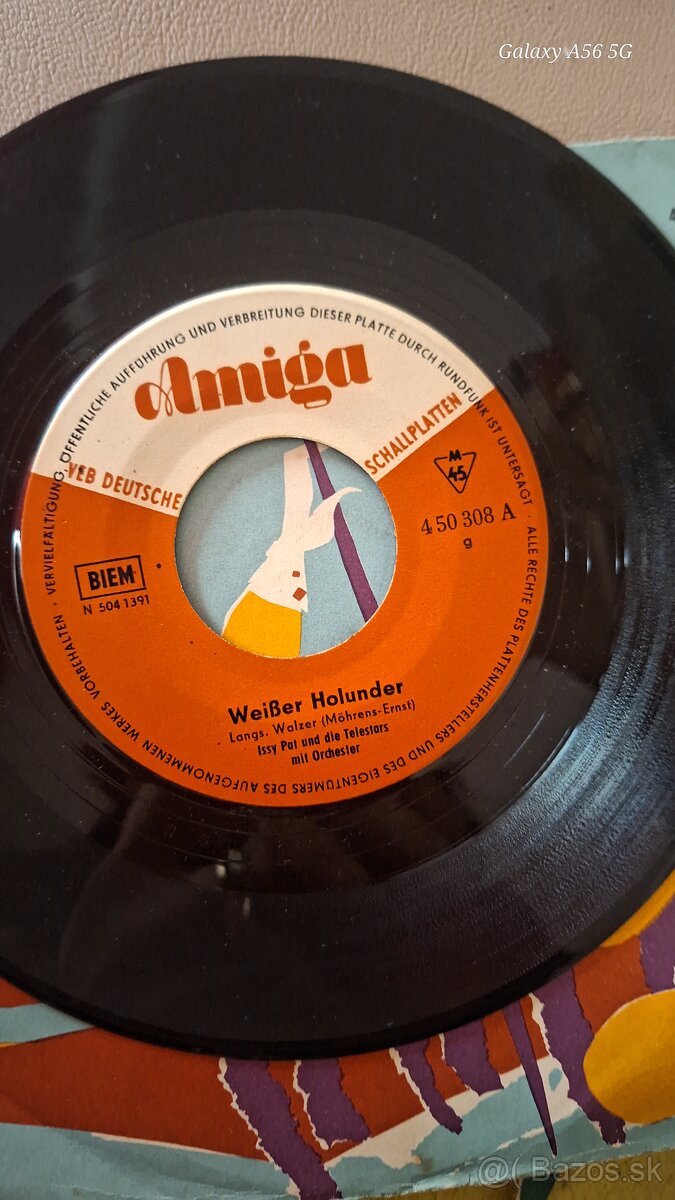 Galaxy A56 5G
VERVIELFÄLTIGUNG, ÖFFENTLICHE AUFFÜHRUNG UND VERBREITUNG DIESER PLATTE DURCH RUNDFUNK IST UNTERSAGT · ALLE RECHTE DES PLATTENHERSTELLERS UND DES EIGENTÜMERS DES AUFGENOMMENEN WERKES VORBEHALTEN ·
Amiga
VEB DEUTSCHE SCHALLPLATTEN
M
45
4 50 308 A
g
BIEM
N 504 1391
Weißer Holunder
Langs. Walzer (Möhrens-Ernst)
Issy Pat und die Telestars
mit Orchester
@( Bazos.sk